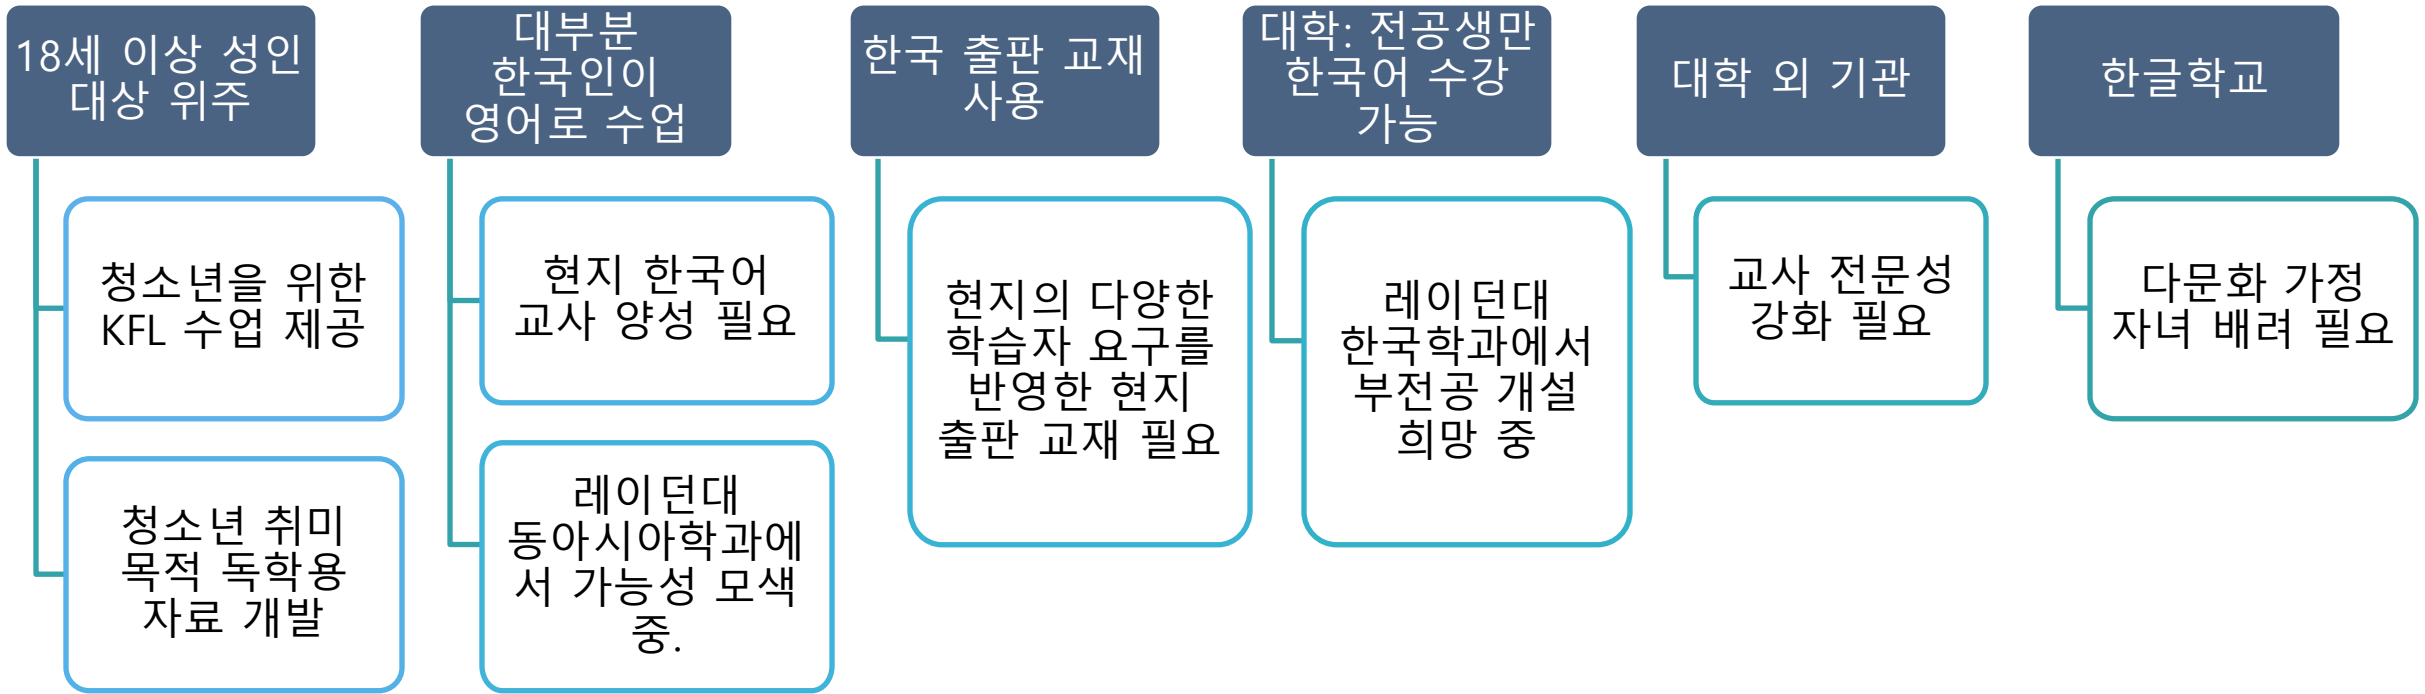 18세 이상 성인
대상 위주
청소년을 위한
KFL 수업 제공
청소년 취미
목적 독학용
자료 개발
대부분
한국인이
영어로 수업
현지 한국어
교사 양성 필요
레이던대
동아시아학과에
서 가능성 모색
중.
한국 출판 교재
사용
현지의 다양한
학습자 요구를
반영한 현지
출판 교재 필요
대학: 전공생만
한국어 수강
가능
레이던대
한국학과에서
부전공 개설
희망 중
대학 외 기관
교사 전문성
강화 필요
한글학교
다문화 가정
자녀 배려 필요